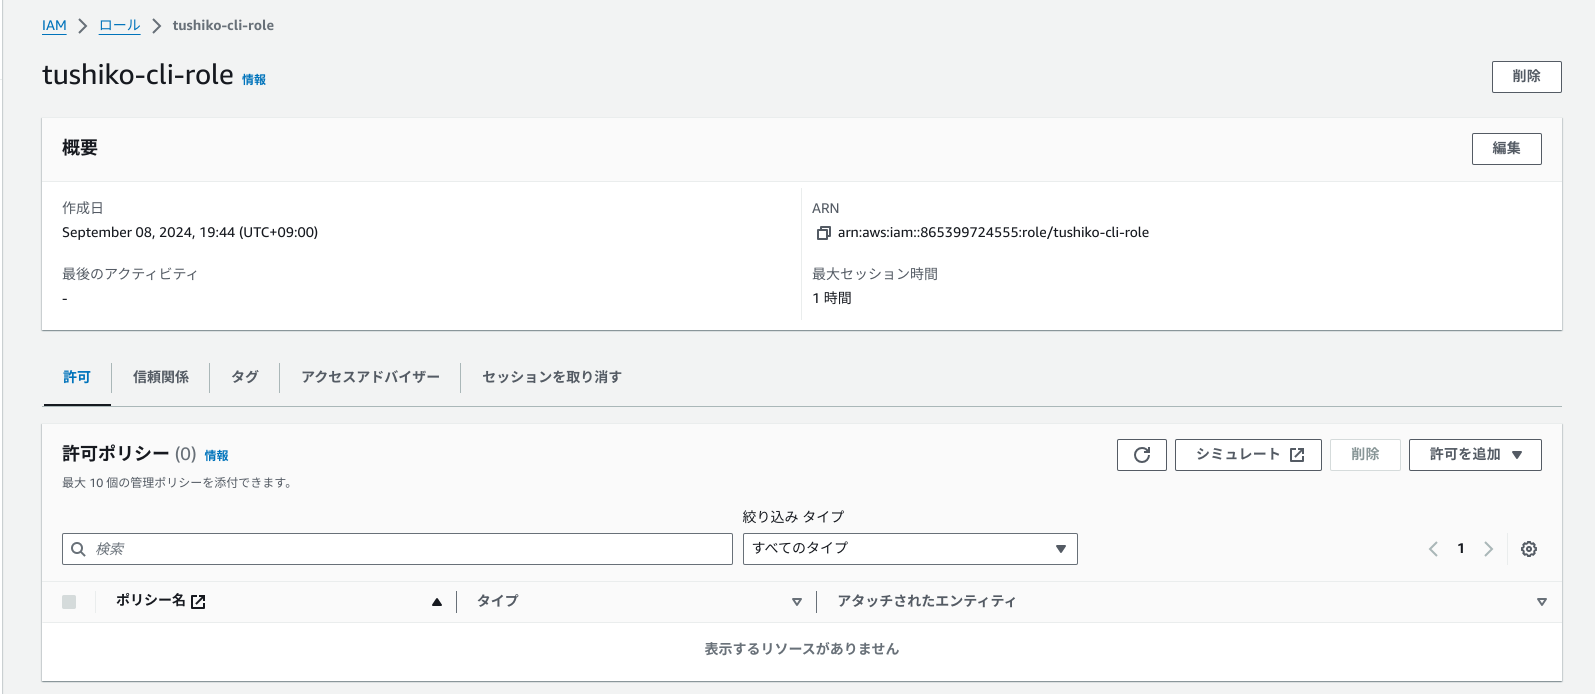 IAM > ロール > tushiko-cli-role
tushiko-cli-role 情報
削除
概要
編集
作成日
September 08, 2024, 19:44 (UTC+09:00)
ARN
arn:aws:iam::865399724555:role/tushiko-cli-role
最後のアクティビティ
-
最大セッション時間
1 時間
許可 信頼関係 タグ アクセスアドバイザー セッションを取り消す
許可ポリシー (0) 情報
シミュレート 削除 許可を追加
最大 10 個の管理ポリシーを添付できます。
絞り込み タイプ
検索 すべてのタイプ 1
ポリシー名 タイプ アタッチされたエンティティ
表示するリソースがありません